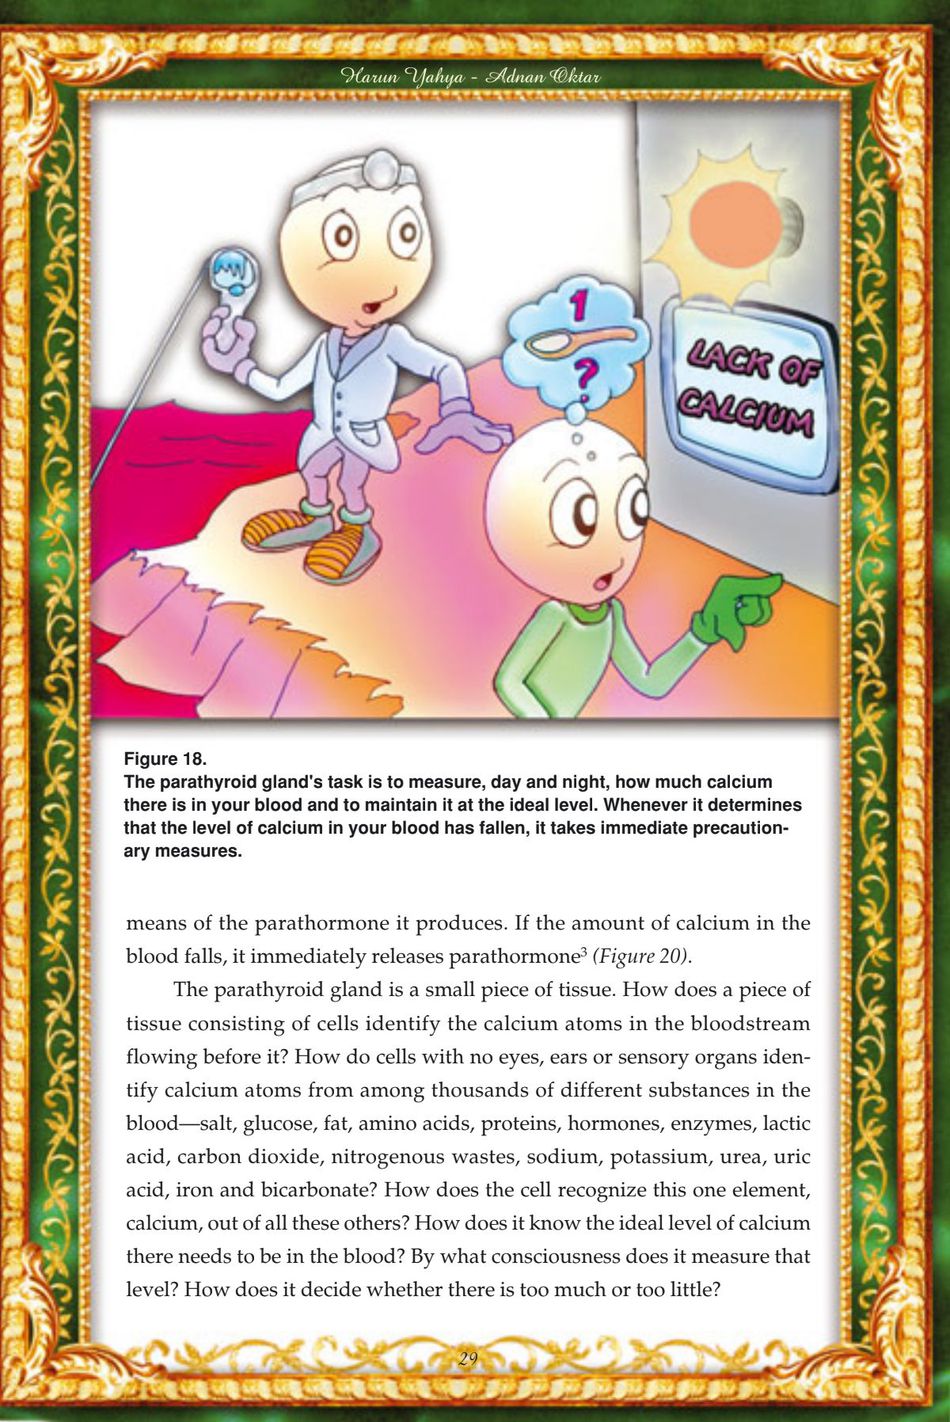 Harun Yahya - Adnan Oktar
1
?
LACK OF
CALCIUM
Figure 18.
The parathyroid gland's task is to measure, day and night, how much calcium
there is in your blood and to maintain it at the ideal level. Whenever it determines
that the level of calcium in your blood has fallen, it takes immediate precaution-
ary measures.
means of the parathormone it produces. If the amount of calcium in the
blood falls, it immediately releases parathormone³ (Figure 20).
The parathyroid gland is a small piece of tissue. How does a piece of
tissue consisting of cells identify the calcium atoms in the bloodstream
flowing before it? How do cells with no eyes, ears or sensory organs iden-
tify calcium atoms from among thousands of different substances in the
blood—salt, glucose, fat, amino acids, proteins, hormones, enzymes, lactic
acid, carbon dioxide, nitrogenous wastes, sodium, potassium, urea, uric
acid, iron and bicarbonate? How does the cell recognize this one element,
calcium, out of all these others? How does it know the ideal level of calcium
there needs to be in the blood? By what consciousness does it measure that
level? How does it decide whether there is too much or too little?
29